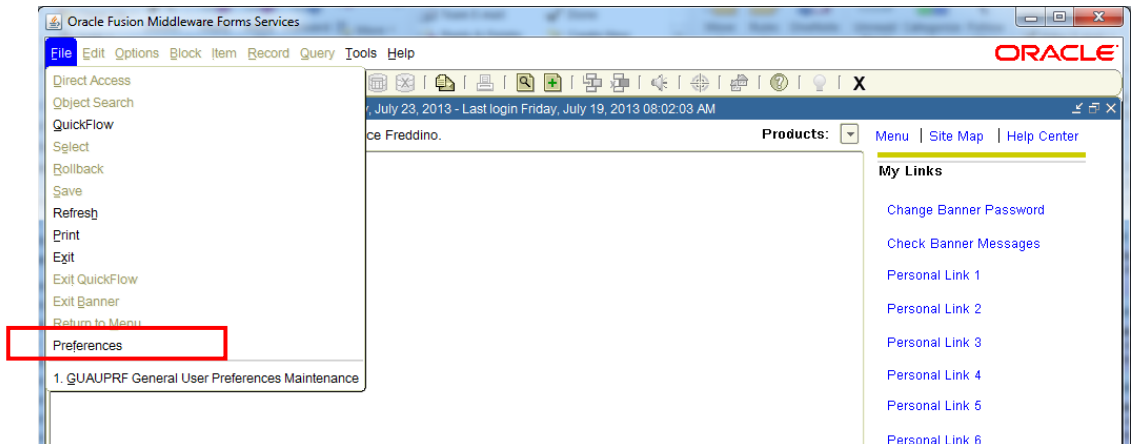 Oracle Fusion Middleware Forms Services
File Edit Options Block Item Record Query Tools Help
ORACLE
X
, July 23, 2013 - Last login Friday, July 19, 2013 08:02:03 AM
ce Freddino.
Products:
Menu | Site Map | Help Center
Direct Access
Object Search
QuickFlow
Select
Rollback
Save
Refresh
Print
Exit
Exit QuickFlow
Exit Banner
Return to Menu
Preferences
1. GUAUPRF General User Preferences Maintenance
My Links
Change Banner Password
Check Banner Messages
Personal Link 1
Personal Link 2
Personal Link 3
Personal Link 4
Personal Link 5
Personal Link 6